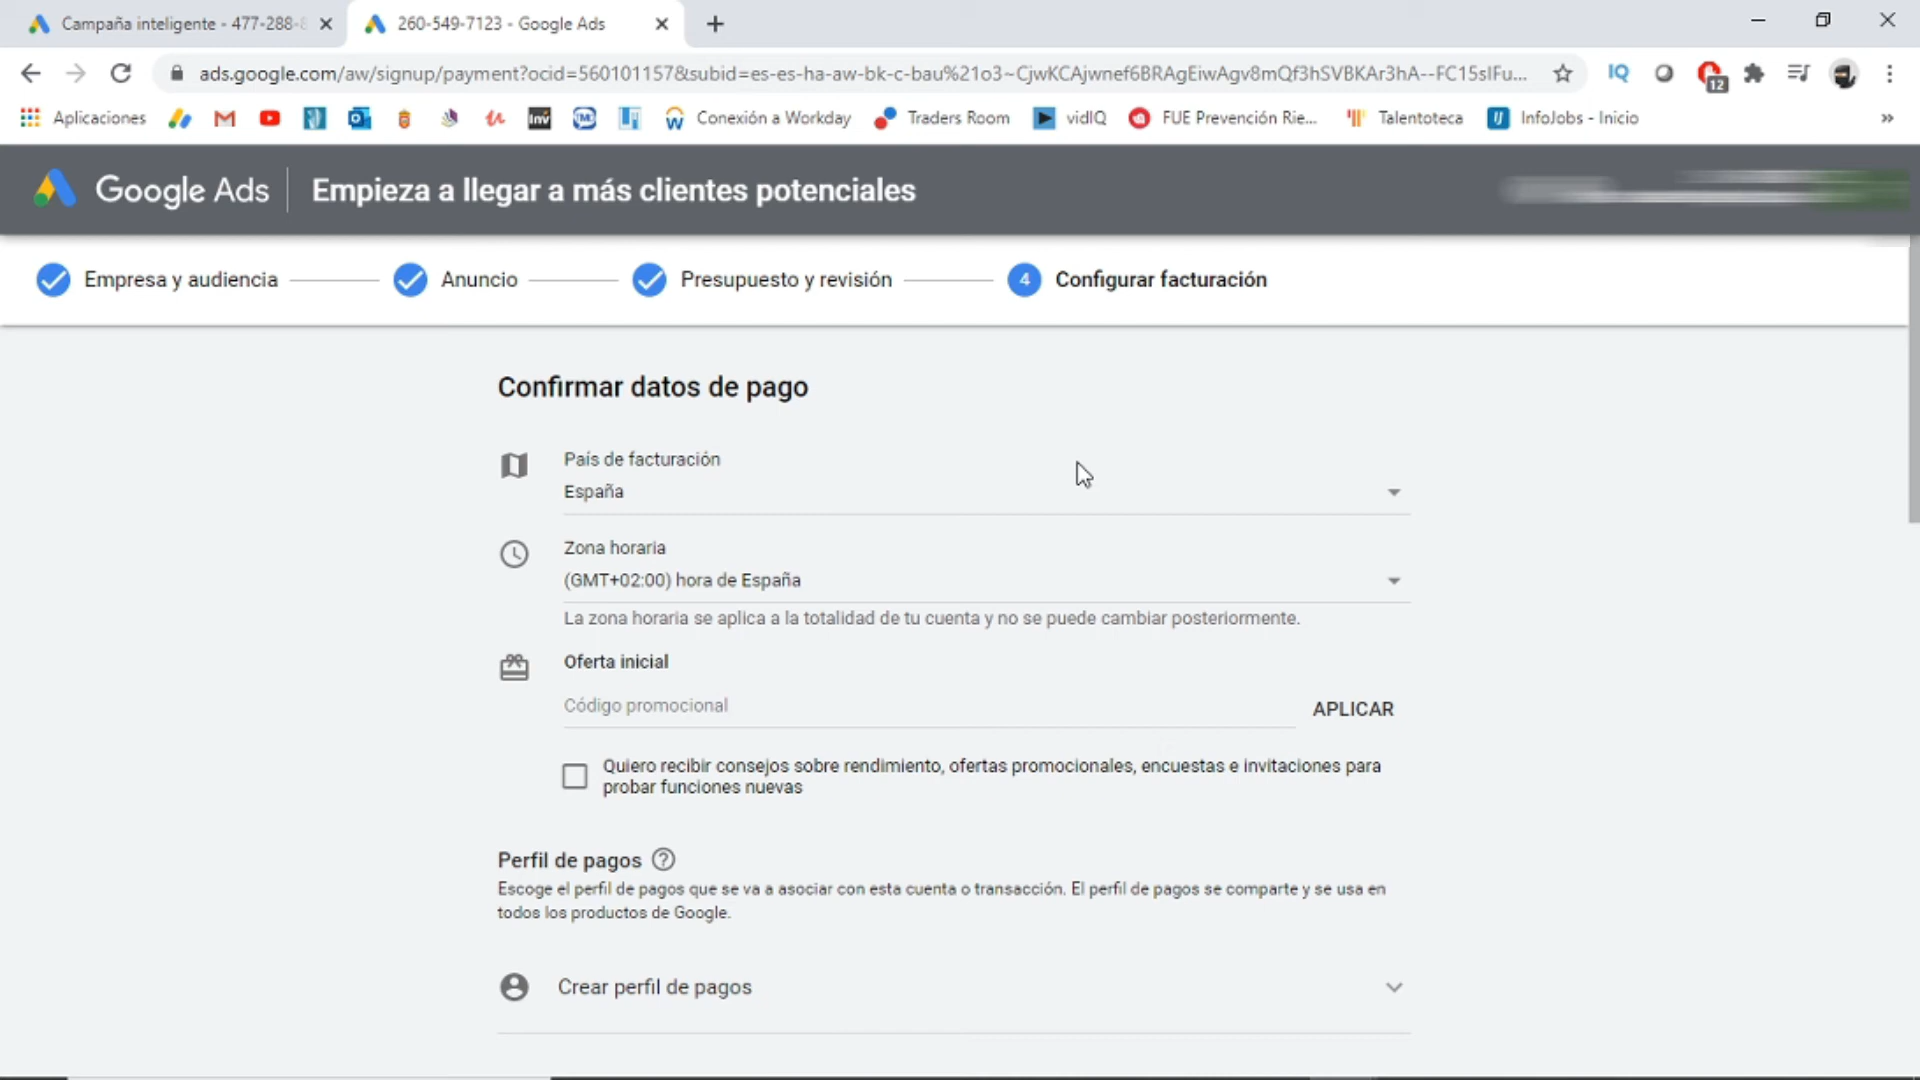 Campaña inteligente - 477-288-
260-549-7123 - Google Ads
ads.google.com/aw/signup/payment?ocid=560101157&subid=es-es-ha-aw-bk-c-bau%21o3~CjwKCAjwnef6BRAgEiwAgv8mQf3hSVBKAr3hA--FC15sIFu...
IQ
12
Aplicaciones
Inv
Conexión a Workday
Traders Room
vidIQ
FUE Prevención Rie...
Talentoteca
InfoJobs - Inicio
»
Google Ads
Empieza a llegar a más clientes potenciales
Empresa y audiencia
Anuncio
Presupuesto y revisión
4
Configurar facturación
Confirmar datos de pago
País de facturación
España
Zona horaria
(GMT+02:00) hora de España
La zona horaria se aplica a la totalidad de tu cuenta y no se puede cambiar posteriormente.
Oferta inicial
Código promocional
APLICAR
Quiero recibir consejos sobre rendimiento, ofertas promocionales, encuestas e invitaciones para
probar funciones nuevas
Perfil de pagos ?
Escoge el perfil de pagos que se va a asociar con esta cuenta o transacción. El perfil de pagos se comparte y se usa en
todos los productos de Google.
Crear perfil de pagos